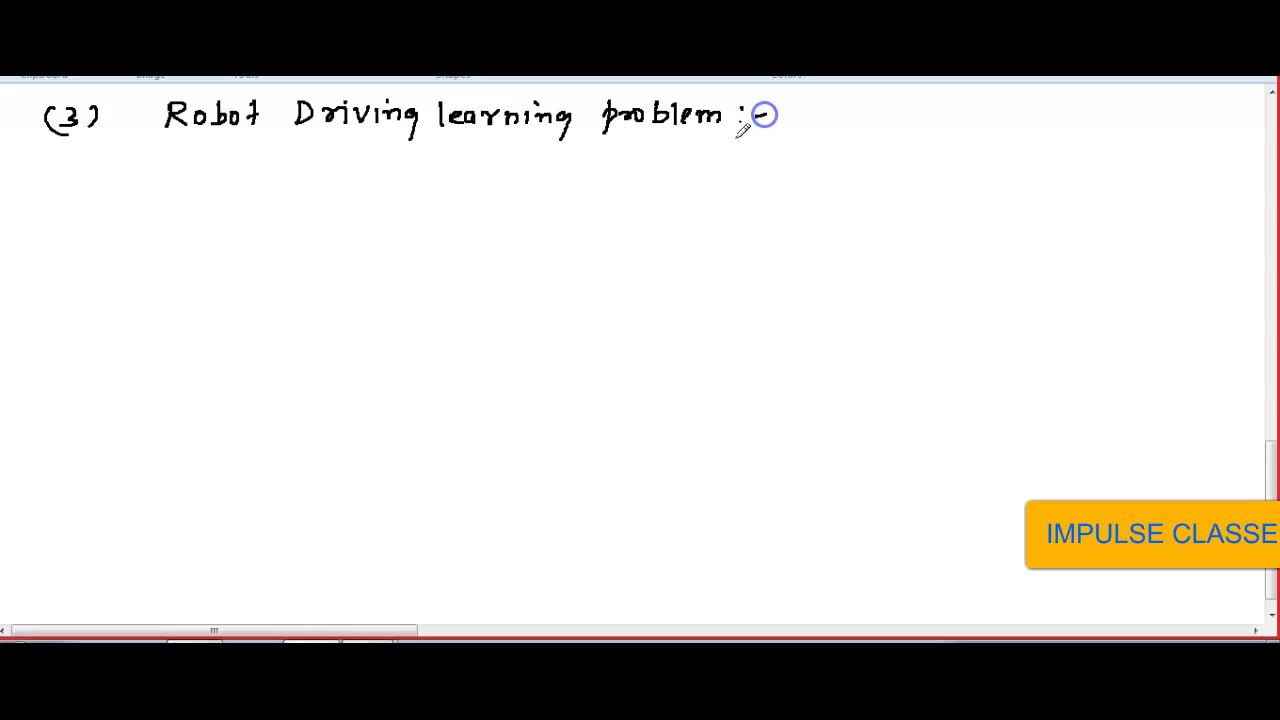 (3) Robot Driving learning problem :-
IMPULSE CLASSE